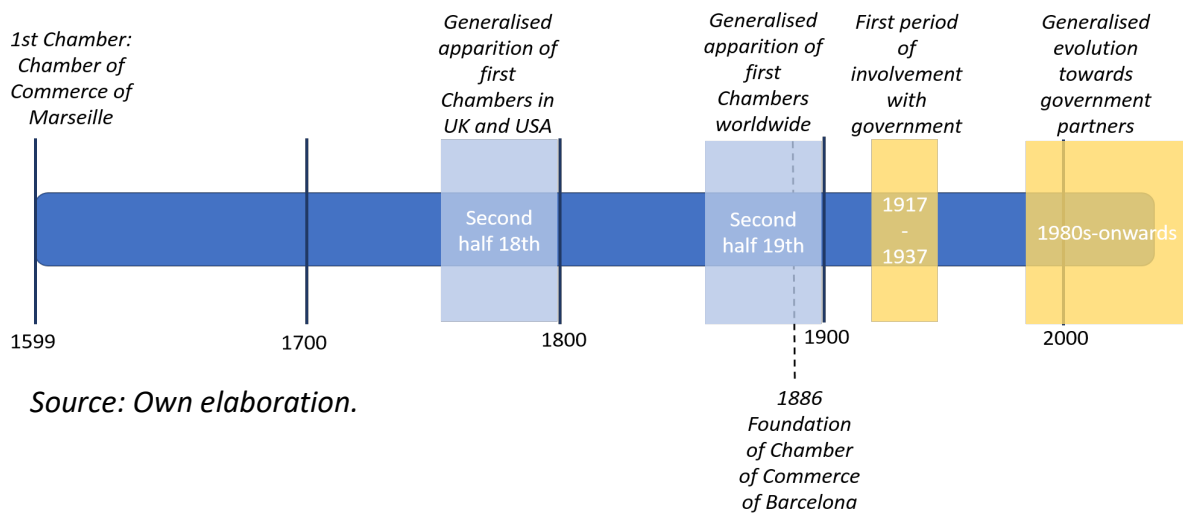 1st Chamber:
Chamber of
Commerce of
Marseille
Generalised
apparition of
first
Chambers in
UK and USA
Generalised
apparition of
first
Chambers
worldwide
First period
of
involvement
with
government
Generalised
evolution
towards
government
partners
Second
half 18th
Second
half 19th
1917
-
1937
1980s-onwards
1599
1700
1800
1900
2000
Source: Own elaboration.
1886
Foundation
of Chamber
of Commerce
of Barcelona